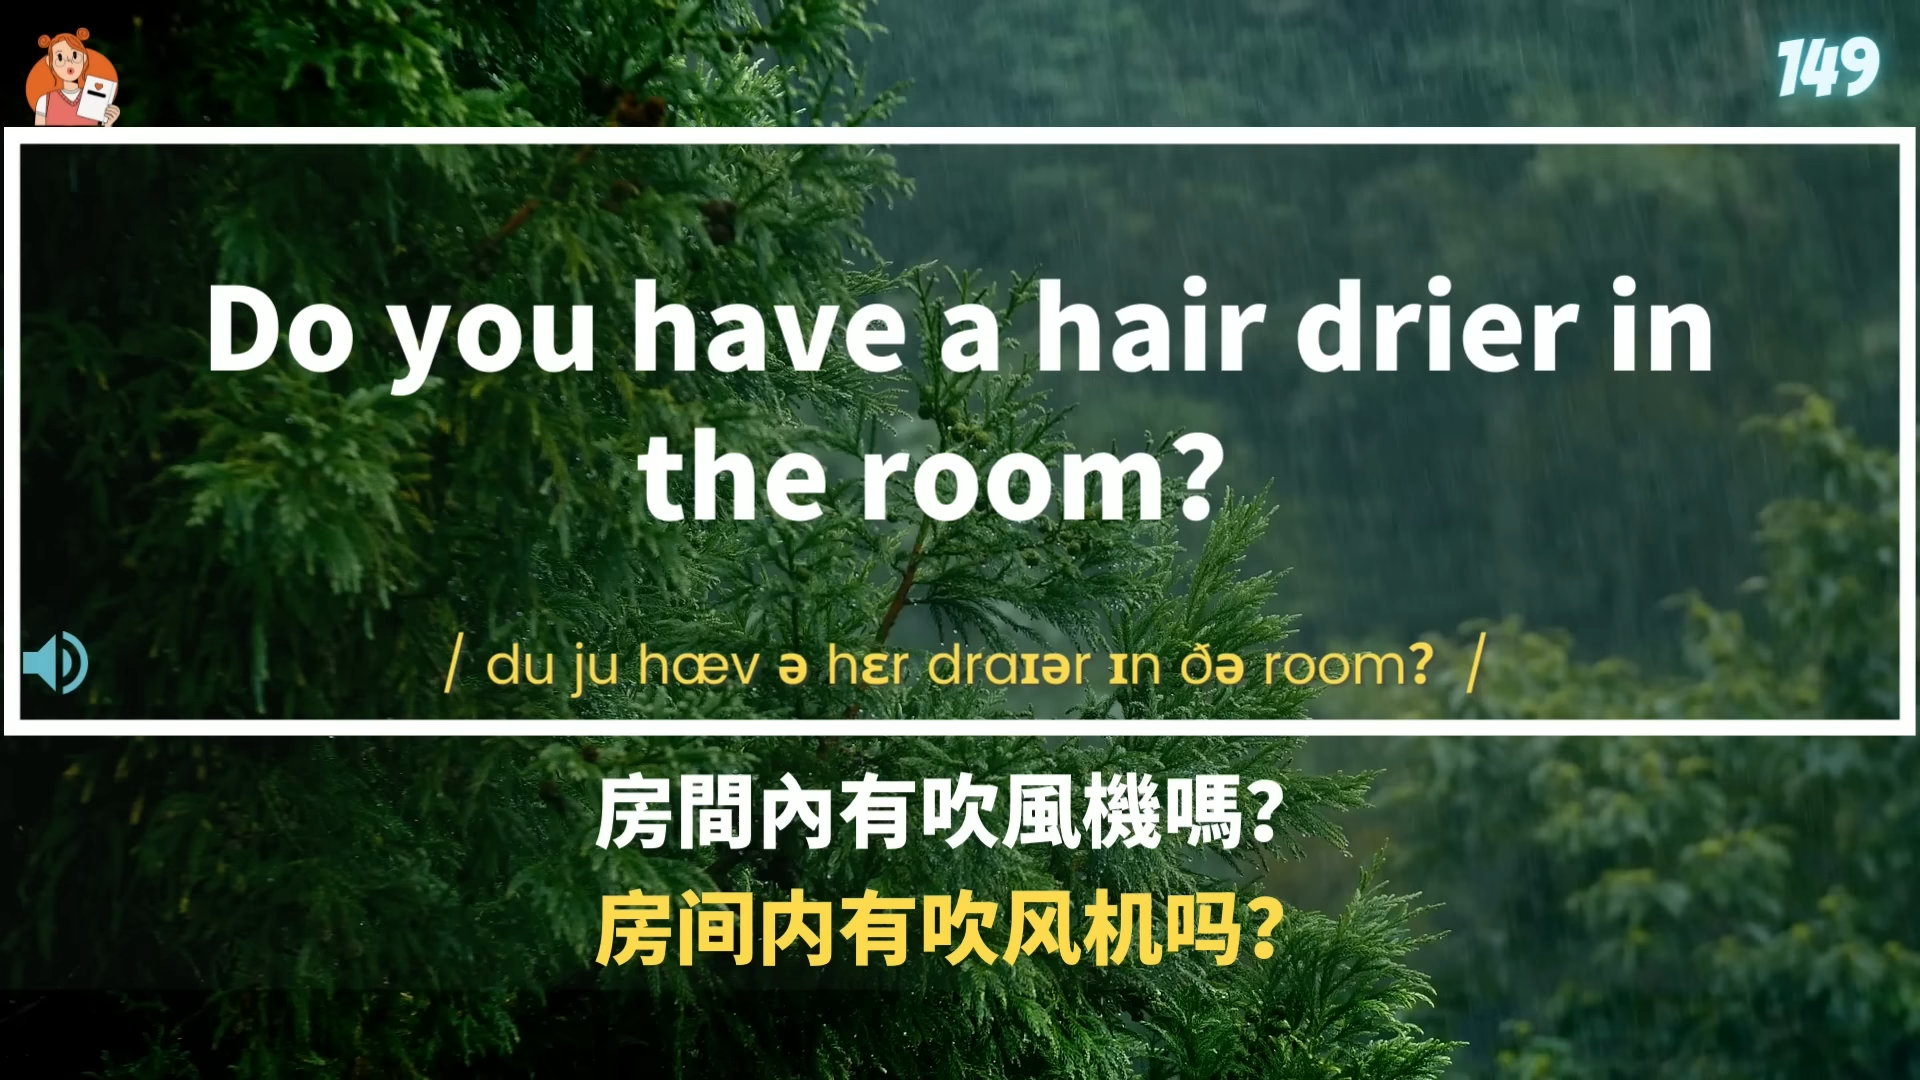 149
Do you have a hair drier in
the room?
/ du ju hæv ə hɛr draɪər ɪn ðə room? /
房間內有吹風機嗎?
房间内有吹风机吗?